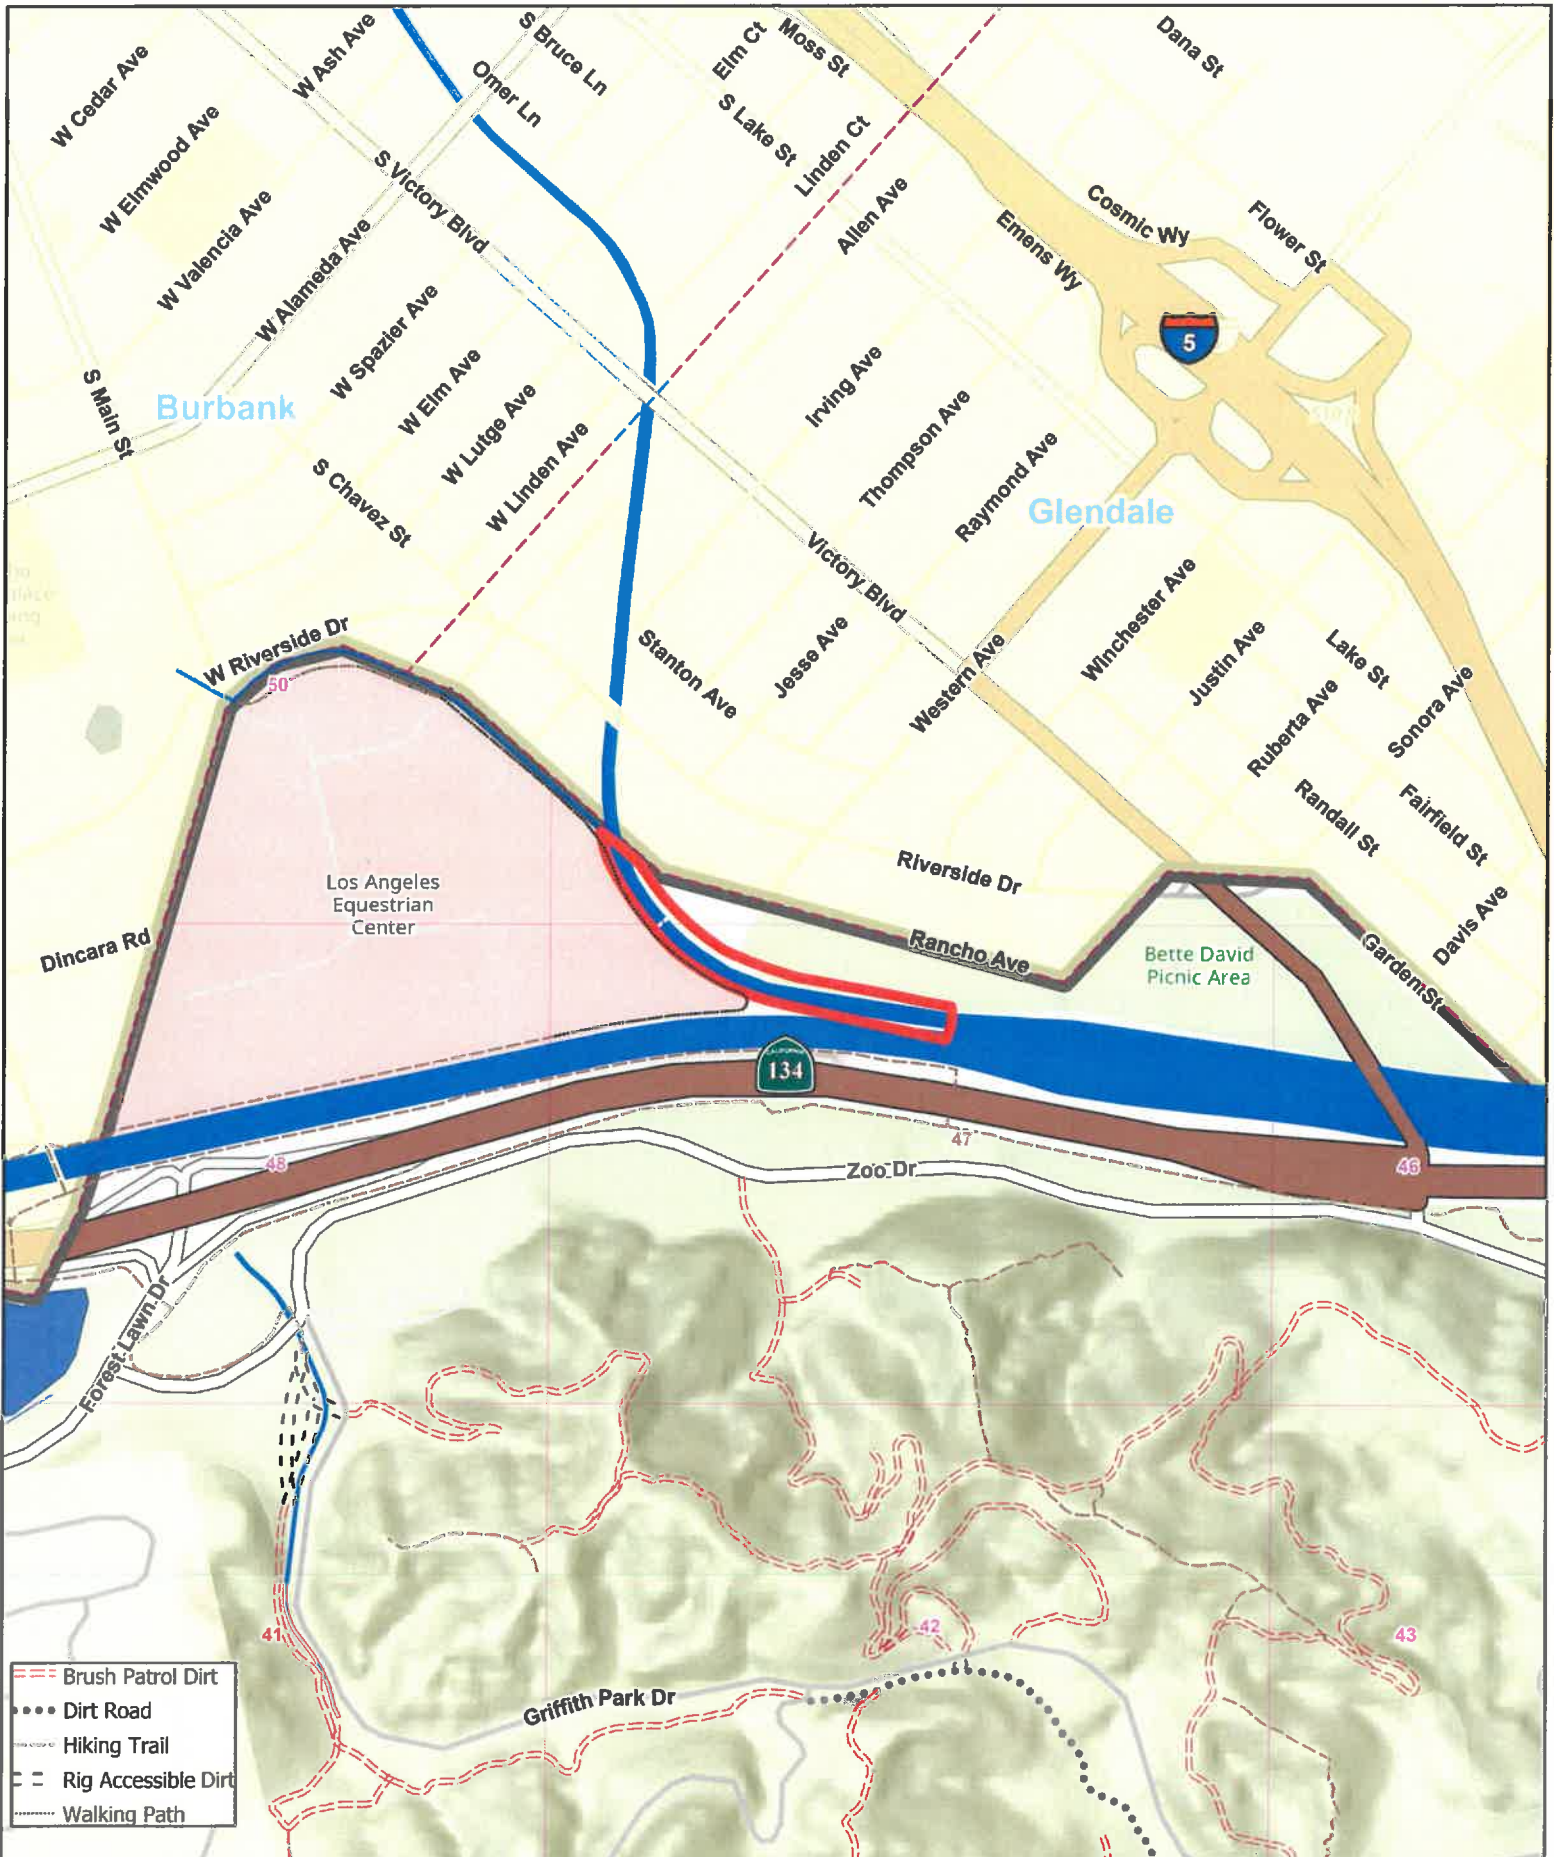 W Cedar Ave
W Ash Ave
S Bruce Ln
Omer Ln
Elm Ct
Moss St
Dana St
W Elmwood Ave
S Victory Blvd
S Lake St
Linden Ct
W Valencia Ave
W Alameda Ave
Allen Ave
Emens Wy
Cosmic Wy
Flower St
W Spazier Ave
5
S Main St
Burbank
W Elm Ave
Irving Ave
W Lutge Ave
Thompson Ave
W Linden Ave
Raymond Ave
S Chavez St
Glendale
Victory Blvd
Winchester Ave
W Riverside Dr
50
Stanton Ave
Jesse Ave
Western Ave
Justin Ave
Lake St
Ruberta Ave
Sonora Ave
Randall St
Fairfield St
Riverside Dr
Los Angeles
Equestrian
Center
Dincara Rd
Rancho Ave
Bette David
Picnic Area
Garden St
Davis Ave
CALIFORNIA
134
48
47
46
Zoo Dr
Forest Lawn Dr
41
42
43
Griffith Park Dr
Brush Patrol Dirt
Dirt Road
Hiking Trail
Rig Accessible Dirt
Walking Path